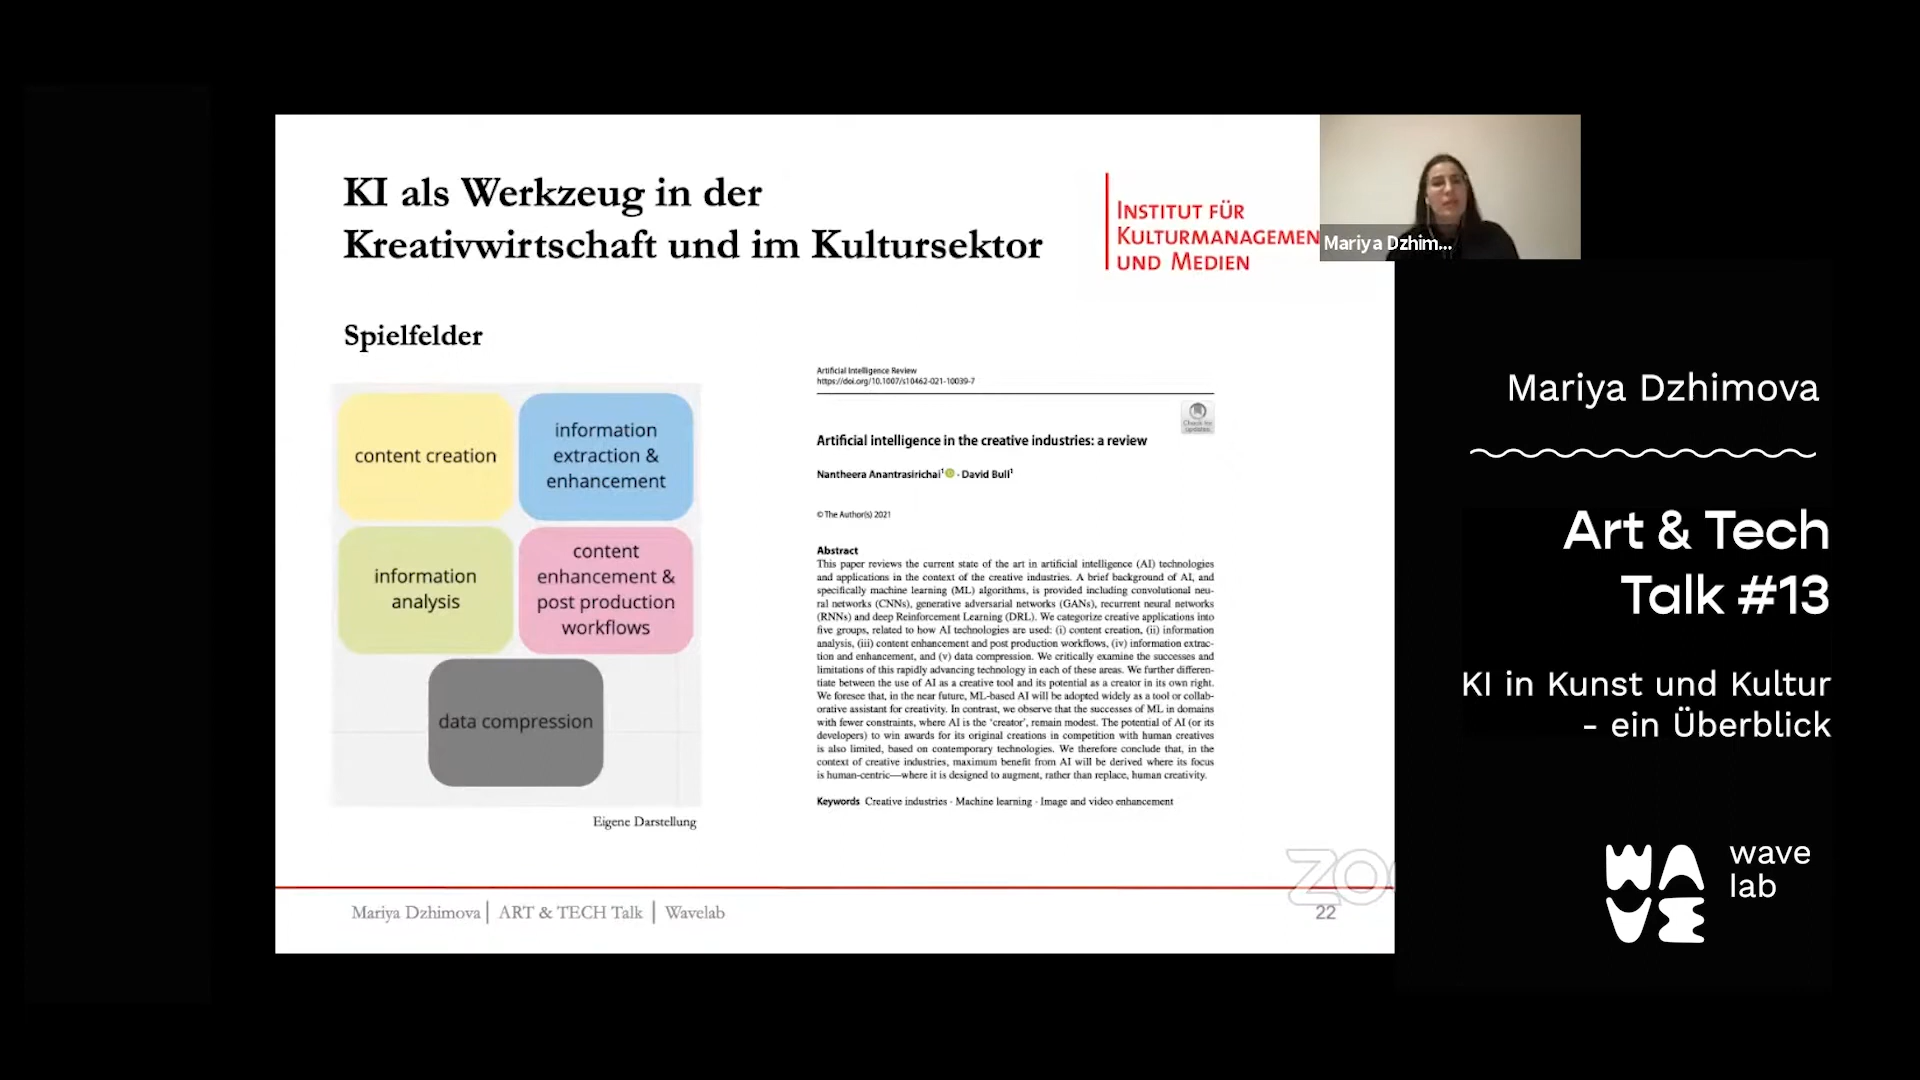 KI als Werkzeug in der
Kreativwirtschaft und im Kultursektor
INSTITUT FÜR
KULTURMANAGEMEN
UND MEDIEN
Mariya Dzhim...
Spielfelder
content creation
information
extraction &
enhancement
information
analysis
content
enhancement &
post production
workflows
data compression
Eigene Darstellung
Artificial Intelligence Review
https://doi.org/10.1007/s10462-021-10039-7
Check for
updates
Artificial intelligence in the creative industries: a review
Nantheera Anantrasirichai1 · David Bull1
© The Author(s) 2021
Abstract
This paper reviews the current state of the art in artificial intelligence (AI) technologies
and applications in the context of the creative industries. A brief background of AI, and
specifically machine learning (ML) algorithms, is provided including convolutional neu-
ral networks (CNNs), generative adversarial networks (GANs), recurrent neural networks
(RNNs) and deep Reinforcement Learning (DRL). We categorize creative applications into
five groups, related to how AI technologies are used: (i) content creation, (ii) information
analysis, (iii) content enhancement and post production workflows, (iv) information extrac-
tion and enhancement, and (v) data compression. We critically examine the successes and
limitations of this rapidly advancing technology in each of these areas. We further differen-
tiate between the use of AI as a creative tool and its potential as a creator in its own right.
We foresee that, in the near future, ML-based AI will be adopted widely as a tool or collab-
orative assistant for creativity. In contrast, we observe that the successes of ML in domains
with fewer constraints, where AI is the ‘creator’, remain modest. The potential of AI (or its
developers) to win awards for its original creations in competition with human creatives
is also limited, based on contemporary technologies. We therefore conclude that, in the
context of creative industries, maximum benefit from AI will be derived where its focus
is human-centric—where it is designed to augment, rather than replace, human creativity.
Keywords Creative industries · Machine learning · Image and video enhancement
ZO
Mariya Dzhimova | ART & TECH Talk | Wavelab
22
Mariya Dzhimova
Art & Tech
Talk #13
KI in Kunst und Kultur
- ein Überblick
WAVE
wave
lab